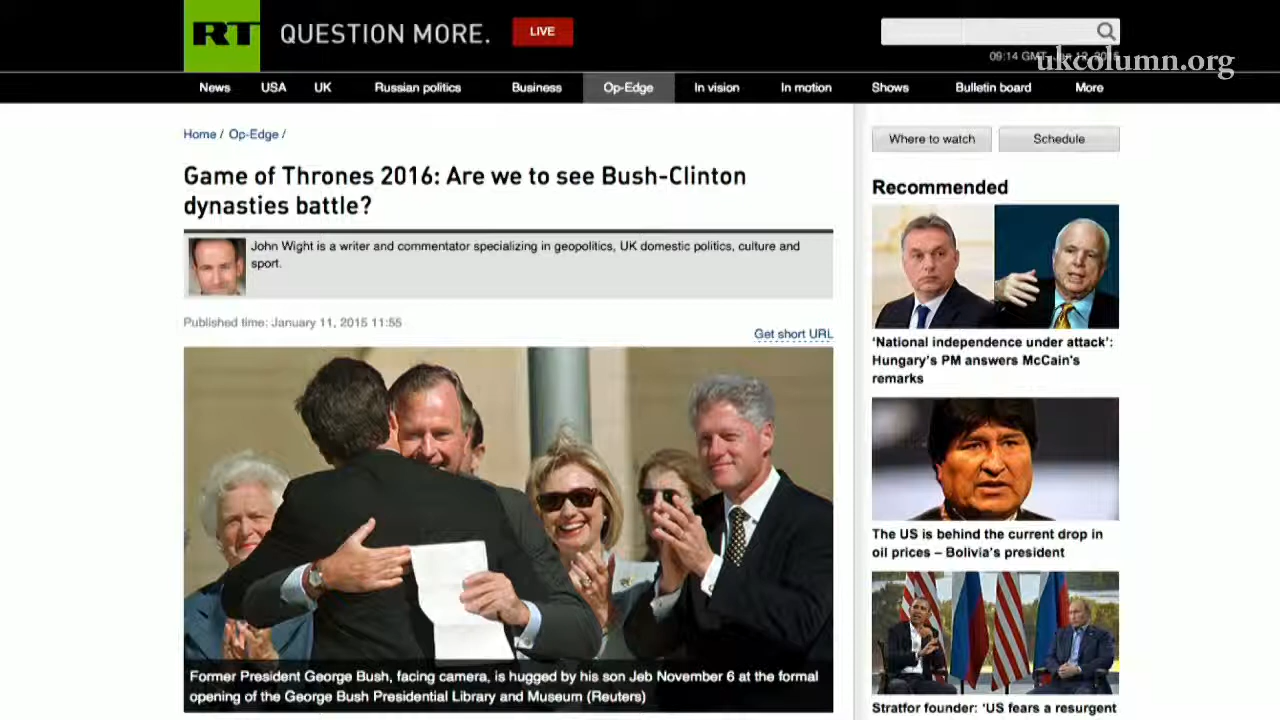 RT
QUESTION MORE.
LIVE
09:14 GMT, Jan 12, 2015
ukcolumn.org
News USA UK Russian politics Business Op-Edge In vision In motion Shows Bulletin board More
Home / Op-Edge /
Game of Thrones 2016: Are we to see Bush-Clinton
dynasties battle?
John Wight is a writer and commentator specializing in geopolitics, UK domestic politics, culture and
sport.
Published time: January 11, 2015 11:55
Get short URL
Former President George Bush, facing camera, is hugged by his son Jeb November 6 at the formal
opening of the George Bush Presidential Library and Museum (Reuters)
Where to watch Schedule
Recommended
‘National independence under attack’:
Hungary’s PM answers McCain's
remarks
The US is behind the current drop in
oil prices – Bolivia’s president
Stratfor founder: ‘US fears a resurgent